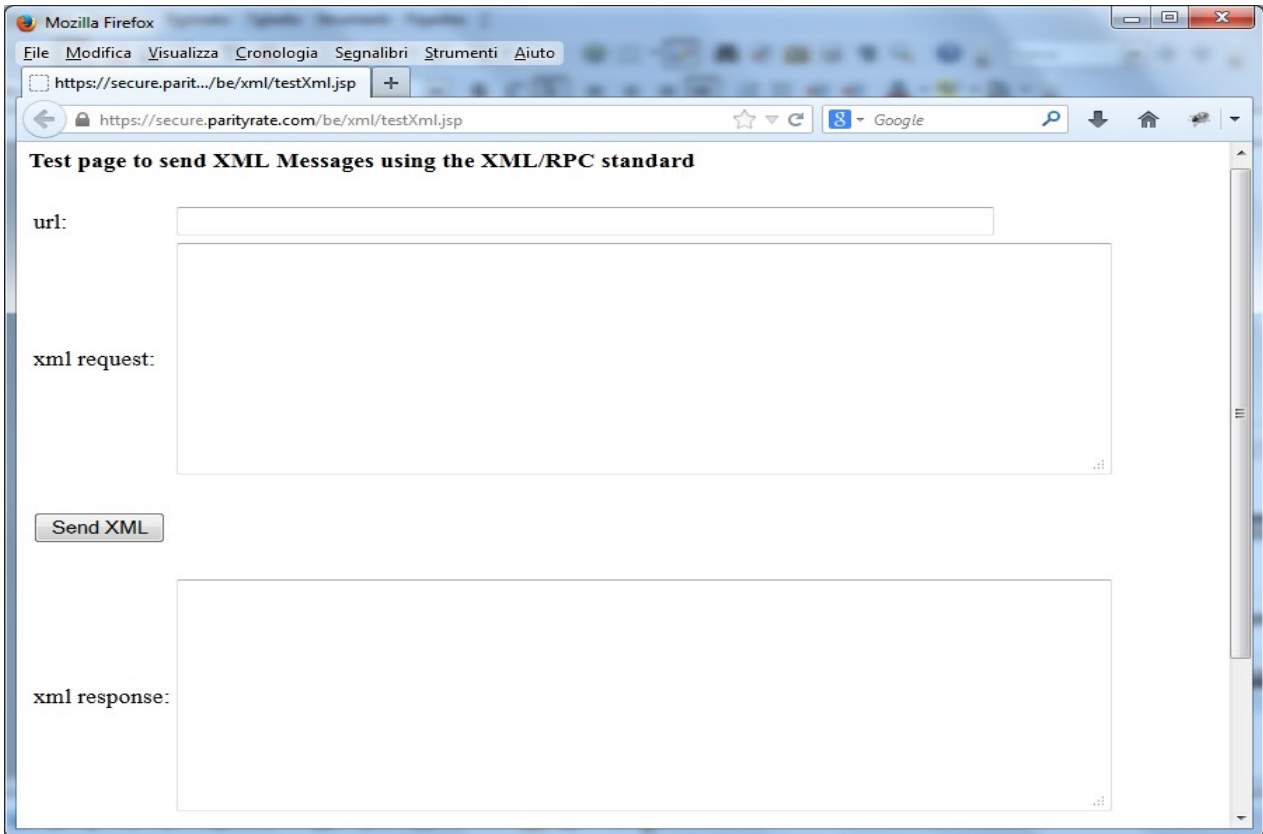 Mozilla Firefox
File Modifica Visualizza Cronologia Segnalibri Strumenti Aiuto
https://secure.parit.../be/xml/testXml.jsp
https://secure.parityrate.com/be/xml/testXml.jsp
Google
Test page to send XML Messages using the XML/RPC standard
url:
xml request:
Send XML
xml response: